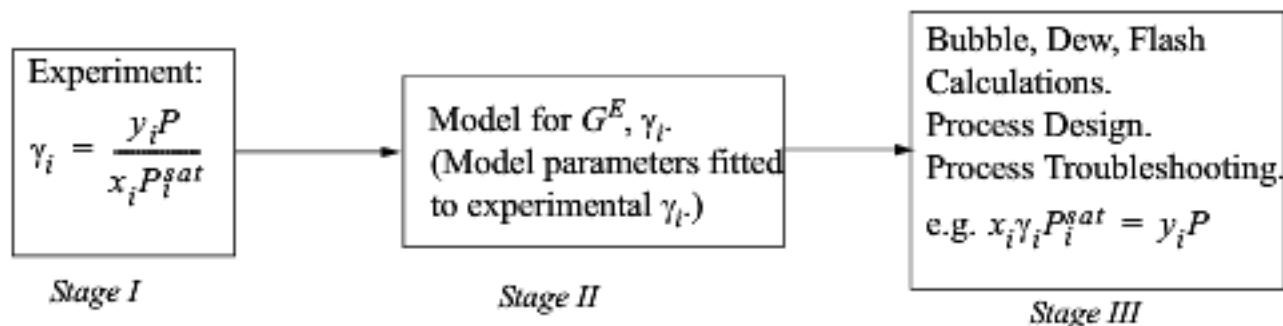 Experiment:
γᵢ = yᵢP / xᵢPᵢˢᵃᵗ
Stage I
Model for Gᴱ, γᵢ.
(Model parameters fitted
to experimental γᵢ.)
Stage II
Bubble, Dew, Flash
Calculations.
Process Design.
Process Troubleshooting.
e.g. xᵢγᵢPᵢˢᵃᵗ = yᵢP
Stage III